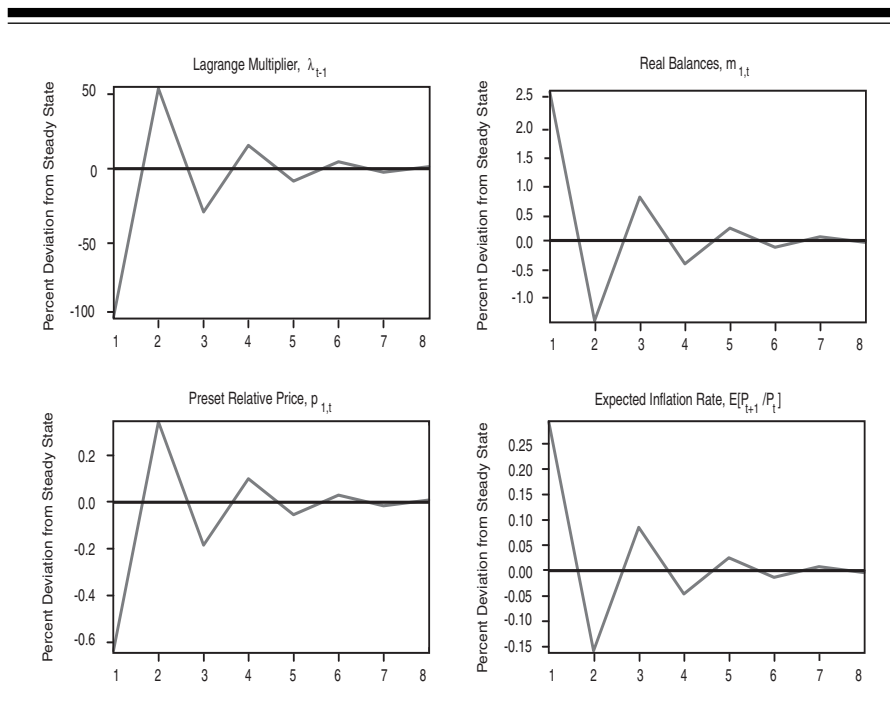 Lagrange Multiplier, λ t-1
Percent Deviation from Steady State
50
0
-50
-100
1 2 3 4 5 6 7 8
Real Balances, m 1,t
Percent Deviation from Steady State
2.5
2.0
1.5
1.0
0.5
0.0
-0.5
-1.0
1 2 3 4 5 6 7 8
Preset Relative Price, p 1,t
Percent Deviation from Steady State
0.2
0.0
-0.2
-0.4
-0.6
1 2 3 4 5 6 7 8
Expected Inflation Rate, E[P t+1 /P t ]
Percent Deviation from Steady State
0.25
0.20
0.15
0.10
0.05
0.00
-0.05
-0.10
-0.15
1 2 3 4 5 6 7 8